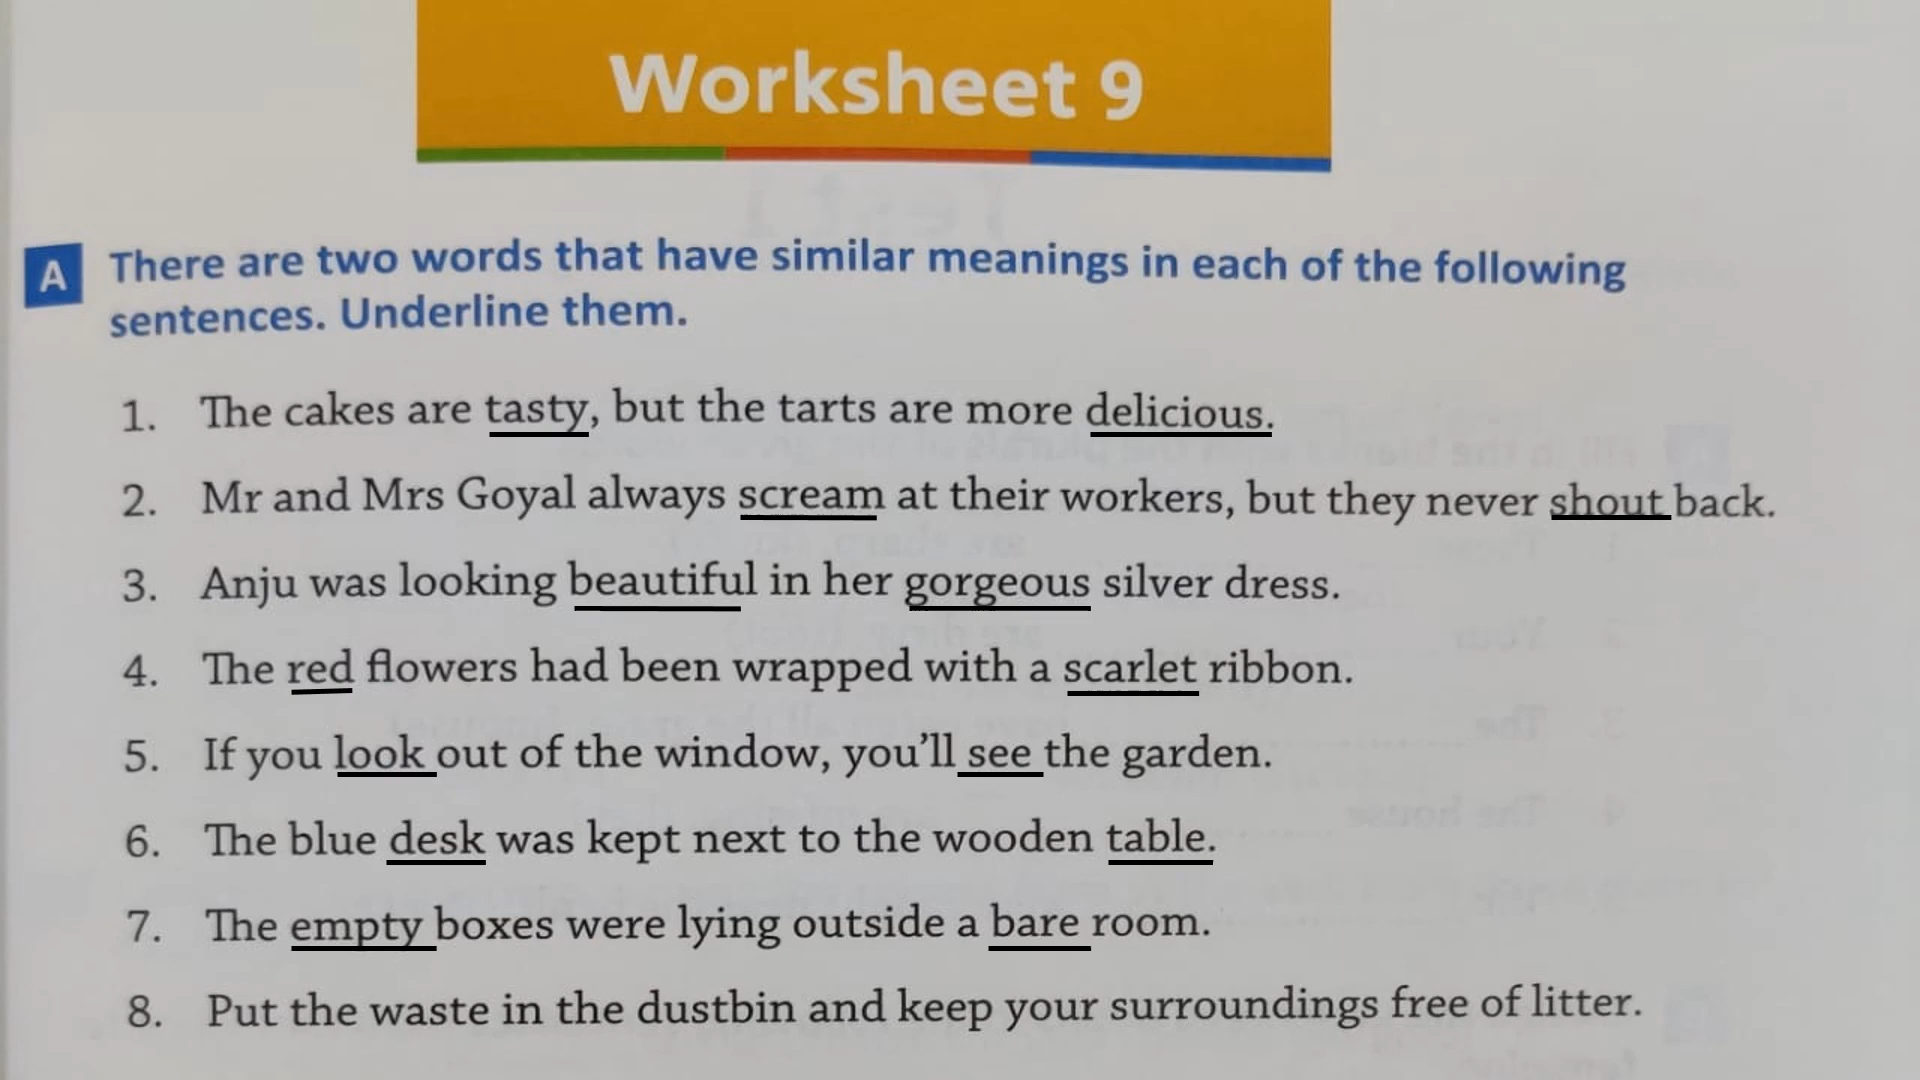 Worksheet 9
A There are two words that have similar meanings in each of the following
sentences. Underline them.
1. The cakes are tasty, but the tarts are more delicious.
2. Mr and Mrs Goyal always scream at their workers, but they never shout back.
3. Anju was looking beautiful in her gorgeous silver dress.
4. The red flowers had been wrapped with a scarlet ribbon.
5. If you look out of the window, you'll see the garden.
6. The blue desk was kept next to the wooden table.
7. The empty boxes were lying outside a bare room.
8. Put the waste in the dustbin and keep your surroundings free of litter.